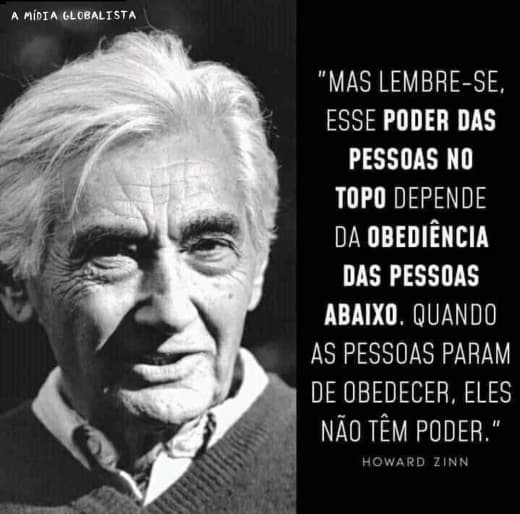 A MÍDIA GLOBALISTA
"MAS LEMBRE-SE,
ESSE PODER DAS
PESSOAS NO
TOPO DEPENDE
DA OBEDIÊNCIA
DAS PESSOAS
ABAIXO. QUANDO
AS PESSOAS PARAM
DE OBEDECER, ELES
NÃO TÊM PODER."
HOWARD ZINN